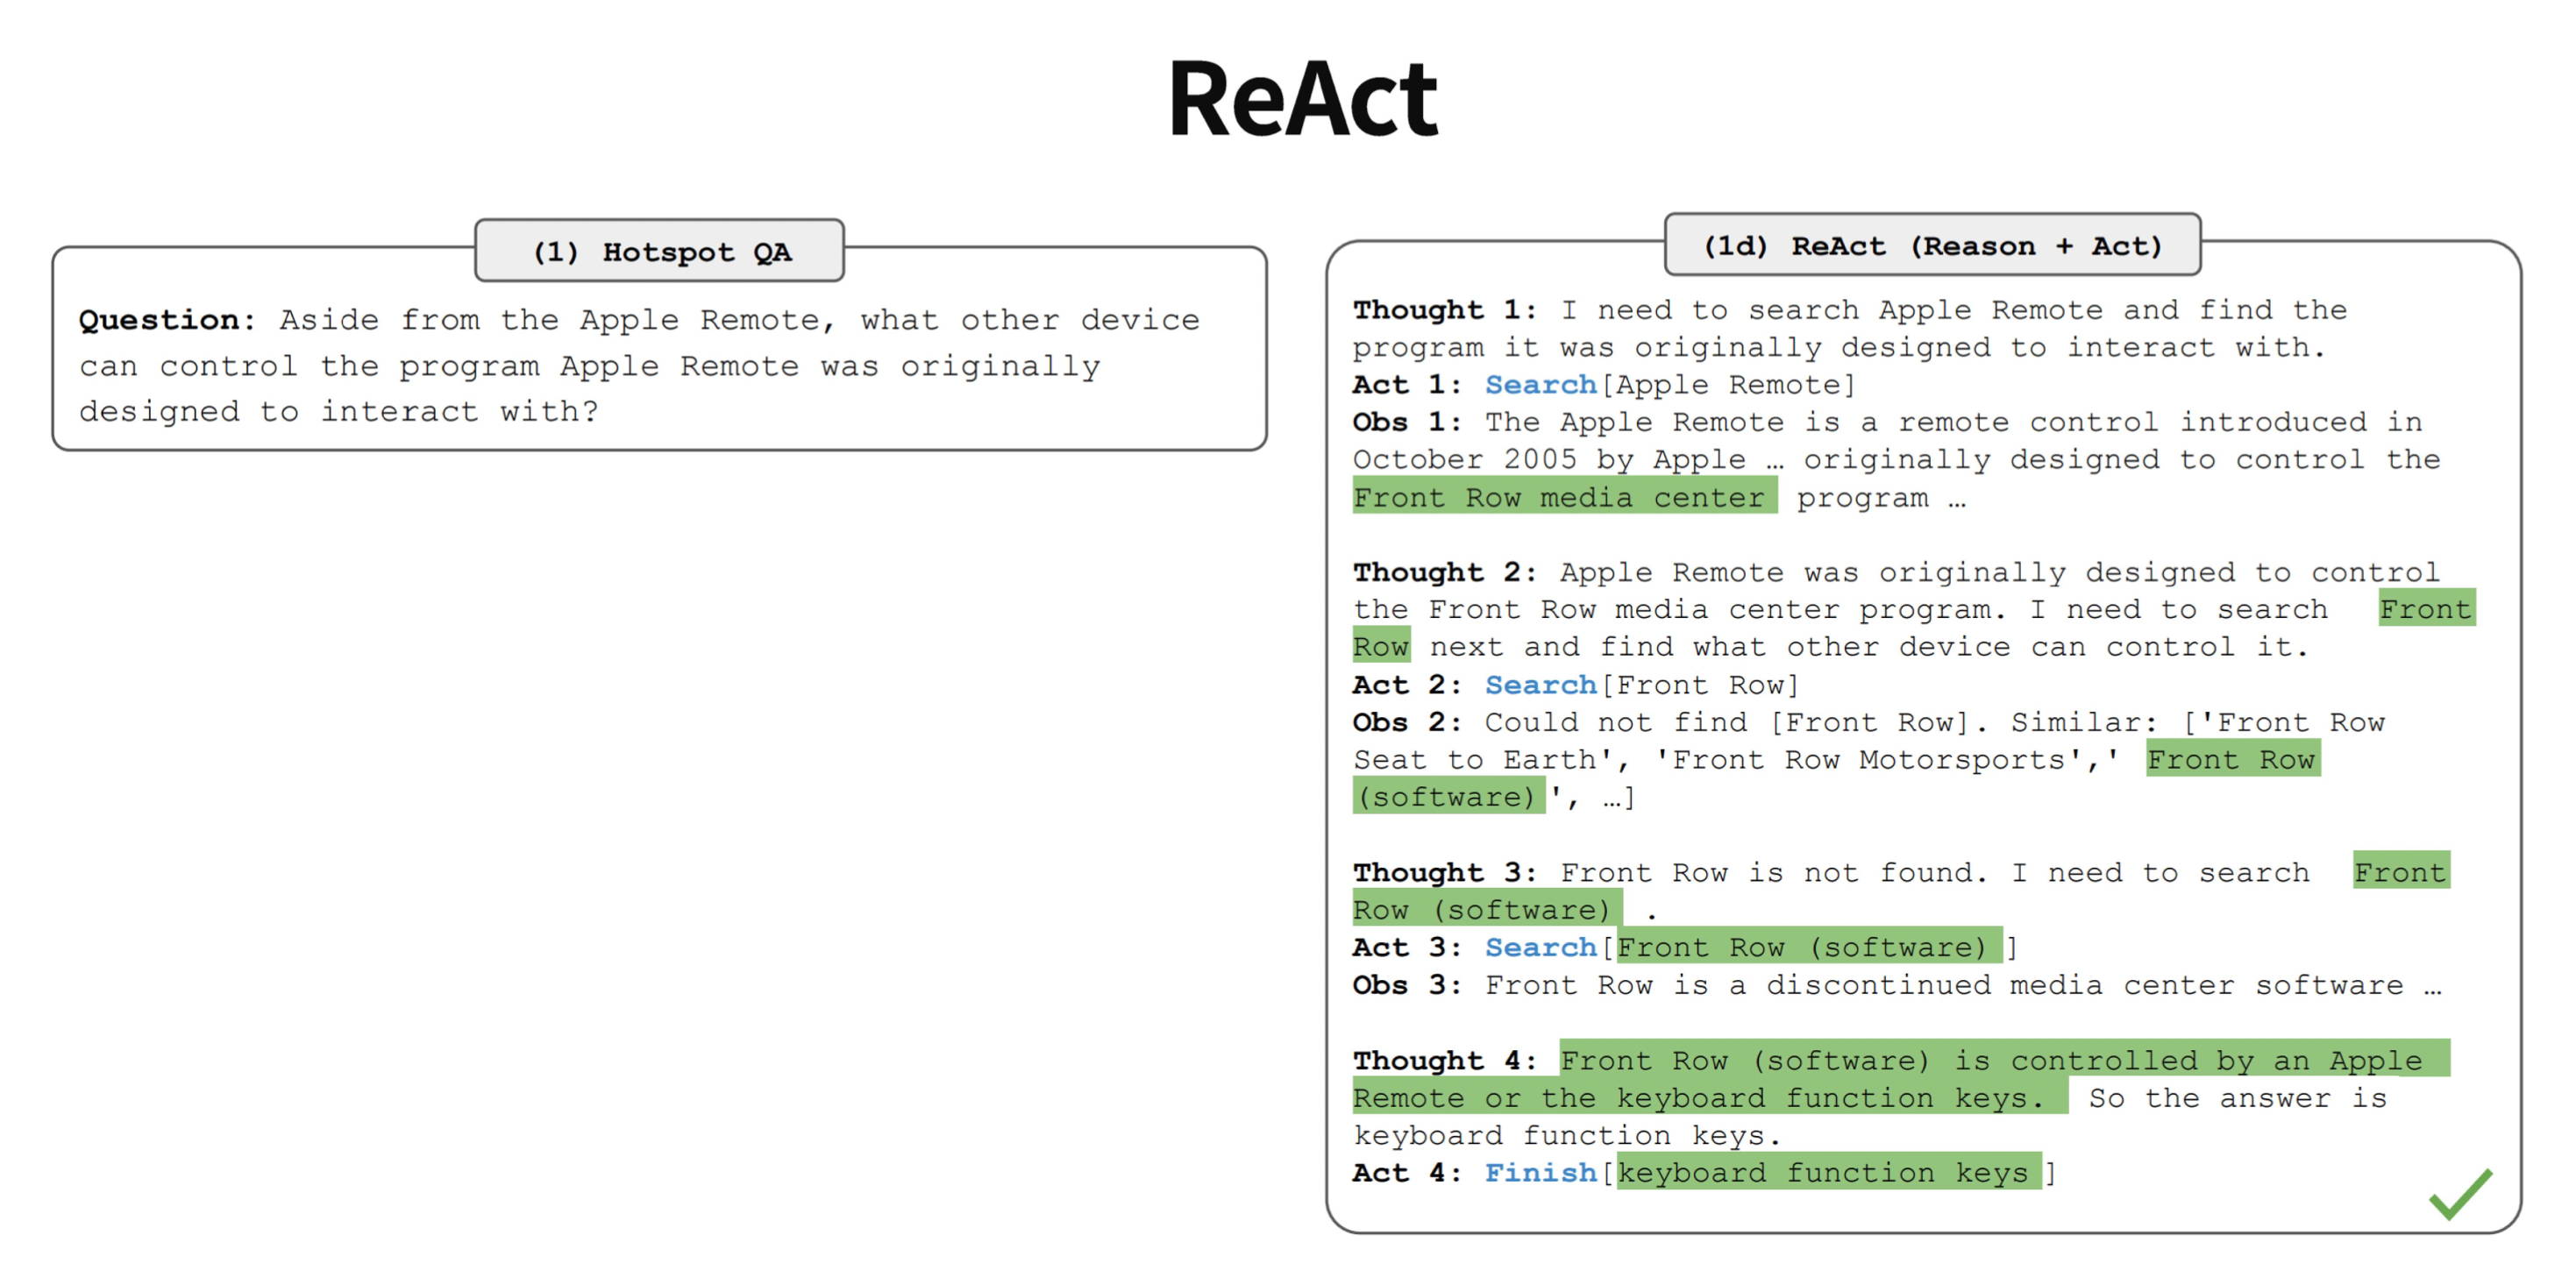 ReAct
(1) Hotspot QA
Question: Aside from the Apple Remote, what other device
can control the program Apple Remote was originally
designed to interact with?
(1d) ReAct (Reason + Act)
Thought 1: I need to search Apple Remote and find the
program it was originally designed to interact with.
Act 1: Search[Apple Remote]
Obs 1: The Apple Remote is a remote control introduced in
October 2005 by Apple … originally designed to control the
Front Row media center program …
Thought 2: Apple Remote was originally designed to control
the Front Row media center program. I need to search Front
Row next and find what other device can control it.
Act 2: Search[Front Row]
Obs 2: Could not find [Front Row]. Similar: ['Front Row
Seat to Earth', 'Front Row Motorsports',' Front Row
(software)', …]
Thought 3: Front Row is not found. I need to search Front
Row (software) .
Act 3: Search[Front Row (software) ]
Obs 3: Front Row is a discontinued media center software …
Thought 4: Front Row (software) is controlled by an Apple
Remote or the keyboard function keys. So the answer is
keyboard function keys.
Act 4: Finish[keyboard function keys ]